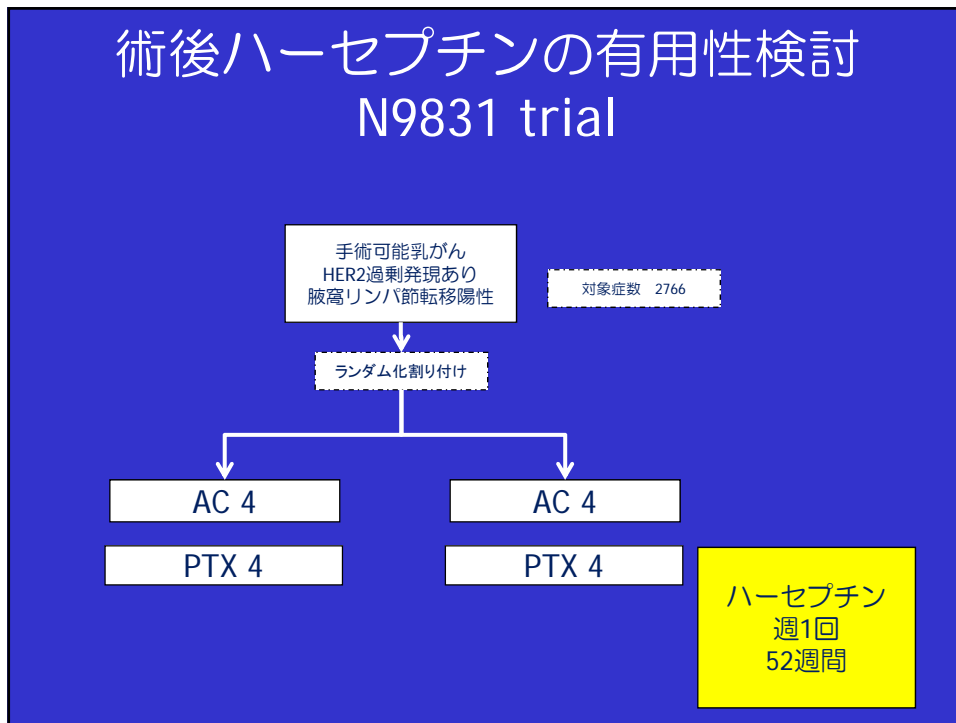 術後ハーセプチンの有用性検討
N9831 trial
手術可能乳がん
HER2過剰発現あり
腋窩リンパ節転移陽性
対象症数　2766
ランダム化割り付け
AC 4
AC 4
PTX 4
PTX 4
ハーセプチン
週1回
52週間